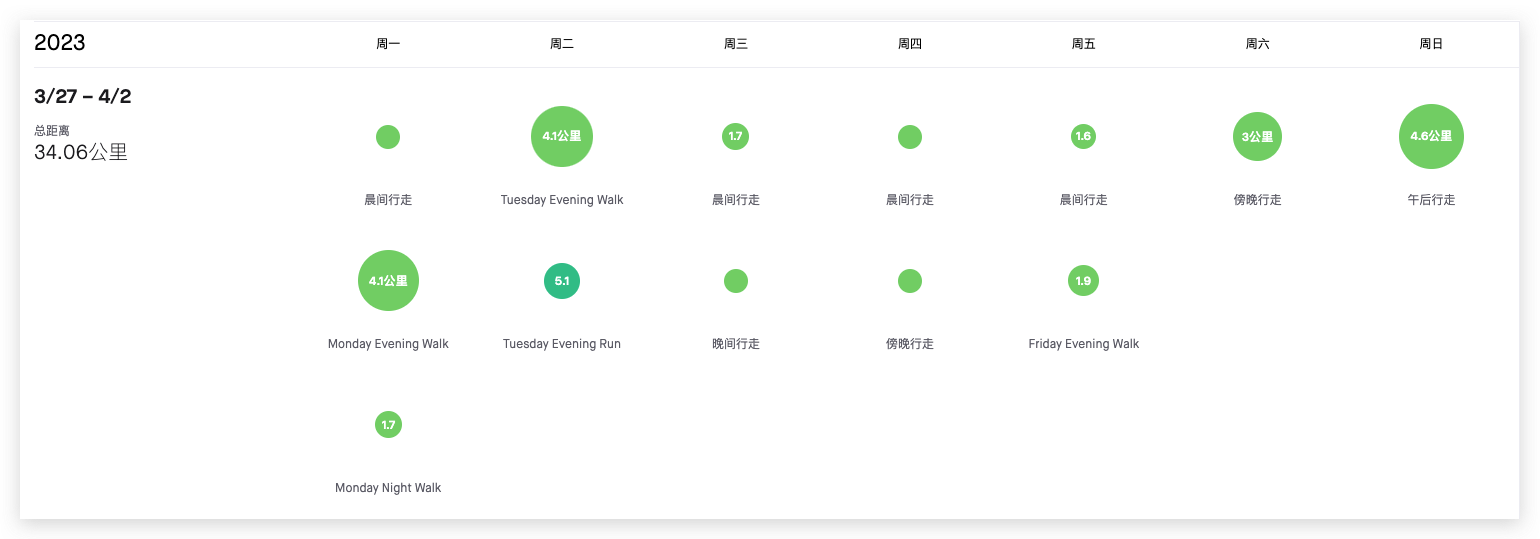 2023 周一 周二 周三 周四 周五 周六 周日
3/27 – 4/2
总距离
34.06公里
4.1公里 1.7 1.6 3公里 4.6公里
晨间行走 Tuesday Evening Walk 晨间行走 晨间行走 晨间行走 傍晚行走 午后行走
4.1公里 5.1 1.9
Monday Evening Walk Tuesday Evening Run 晚间行走 傍晚行走 Friday Evening Walk
1.7
Monday Night Walk